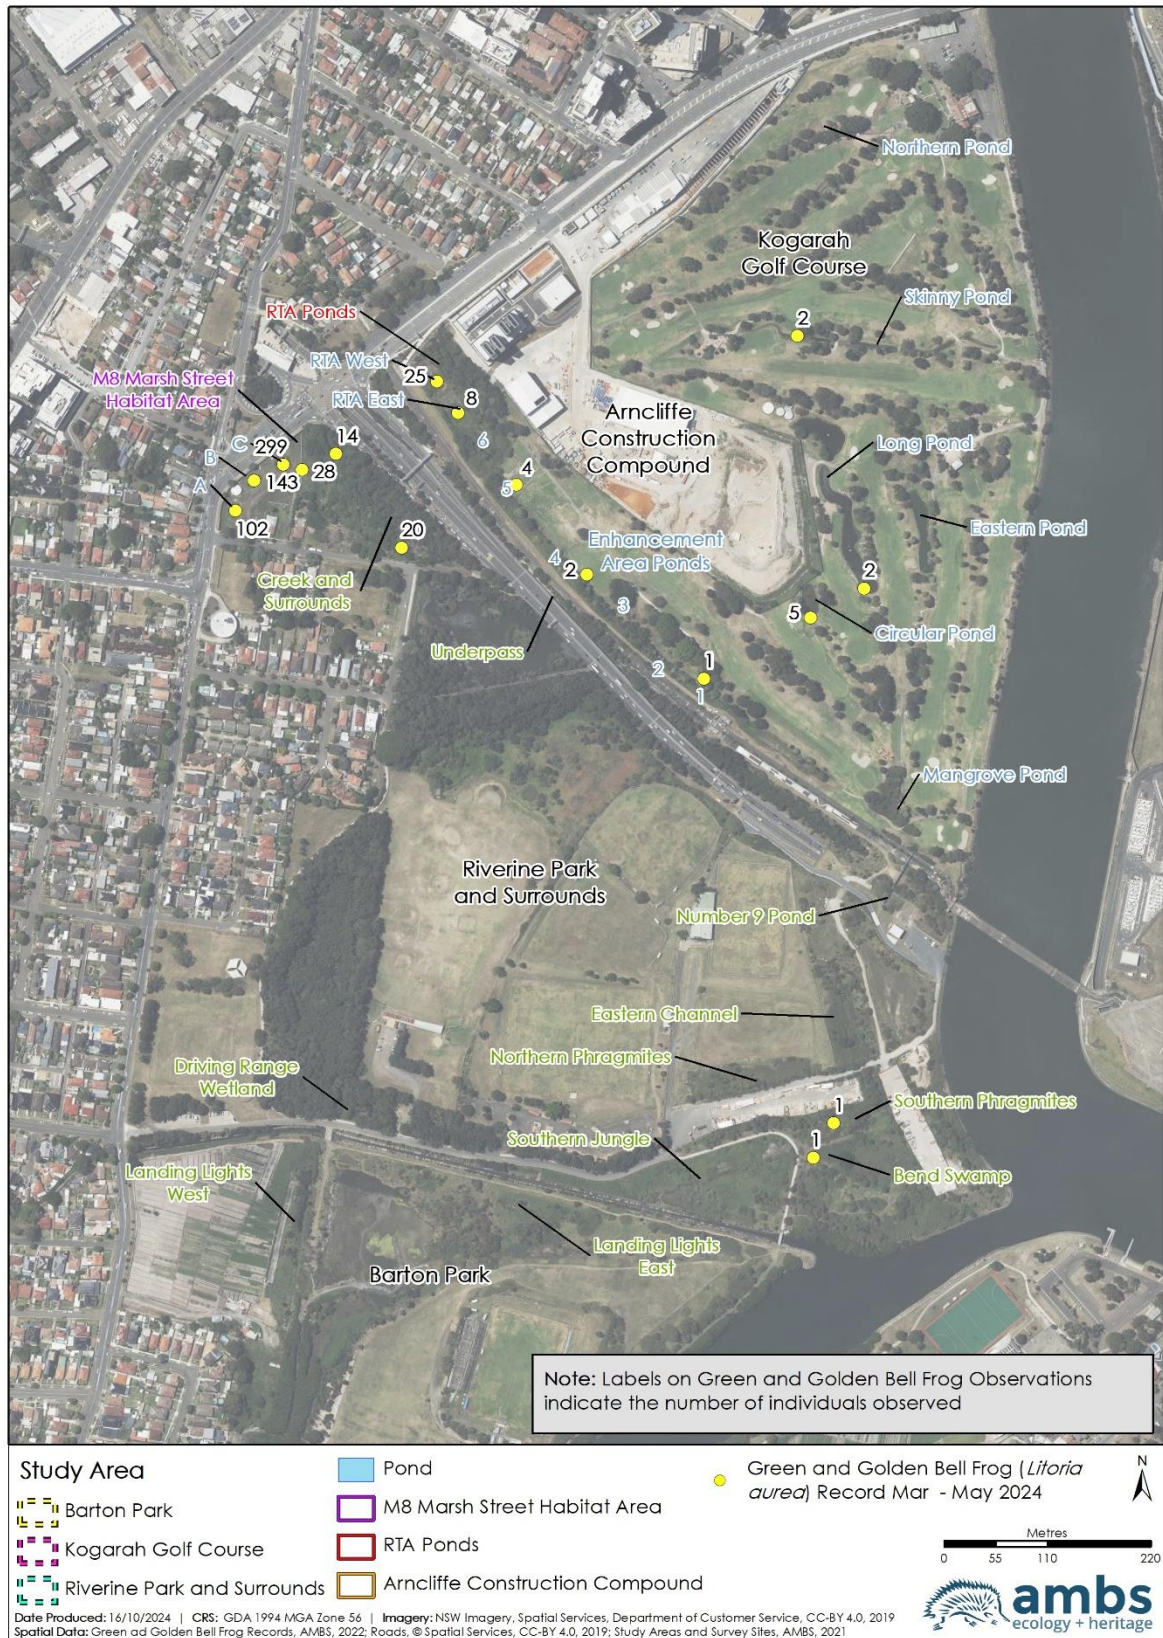 Northern Pond
Kogarah
Golf Course
Skinny Pond
2
RTA Ponds
RTA West
25
M8 Marsh Street
Habitat Area
RTA East
8
6
Arncliffe
Construction
Compound
C
299
14
B
143
28
A
102
4
5
Long Pond
Eastern Pond
20
Creek and
Surrounds
Enhancement
Area Ponds
4
2
3
2
5
Circular Pond
Underpass
2
1
1
Mangrove Pond
Riverine Park
and Surrounds
Number 9 Pond
Eastern Channel
Northern Phragmites
Driving Range
Wetland
Southern Phragmites
1
Southern Jungle
1
Bend Swamp
Landing Lights
West
Landing Lights
East
Barton Park
Note: Labels on Green and Golden Bell Frog Observations
indicate the number of individuals observed
Study Area
Barton Park
Kogarah Golf Course
Riverine Park and Surrounds
Pond
M8 Marsh Street Habitat Area
RTA Ponds
Arncliffe Construction Compound
Green and Golden Bell Frog (Litoria
aurea) Record Mar - May 2024
N
Metres
0 55 110 220
ambs
ecology + heritage
Date Produced: 16/10/2024 | CRS: GDA 1994 MGA Zone 56 | Imagery: NSW Imagery, Spatial Services, Department of Customer Service, CC-BY 4.0, 2019
Spatial Data: Green ad Golden Bell Frog Records, AMBS, 2022; Roads, © Spatial Services, CC-BY 4.0, 2019; Study Areas and Survey Sites, AMBS, 2021